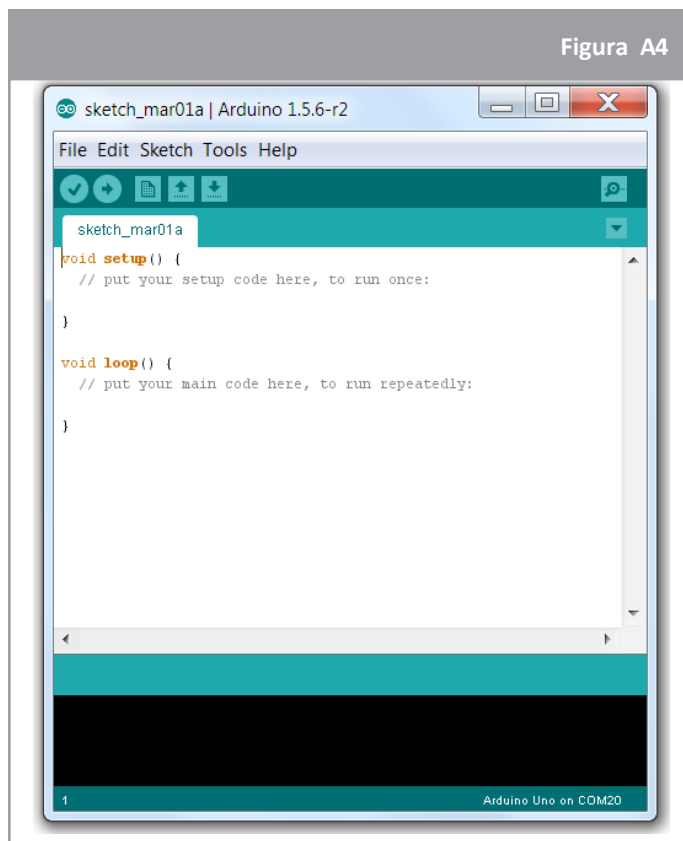 Figura A4
sketch_mar01a | Arduino 1.5.6-r2
File Edit Sketch Tools Help
sketch_mar01a
void setup() {
// put your setup code here, to run once:
}
void loop() {
// put your main code here, to run repeatedly:
}
1 Arduino Uno on COM20